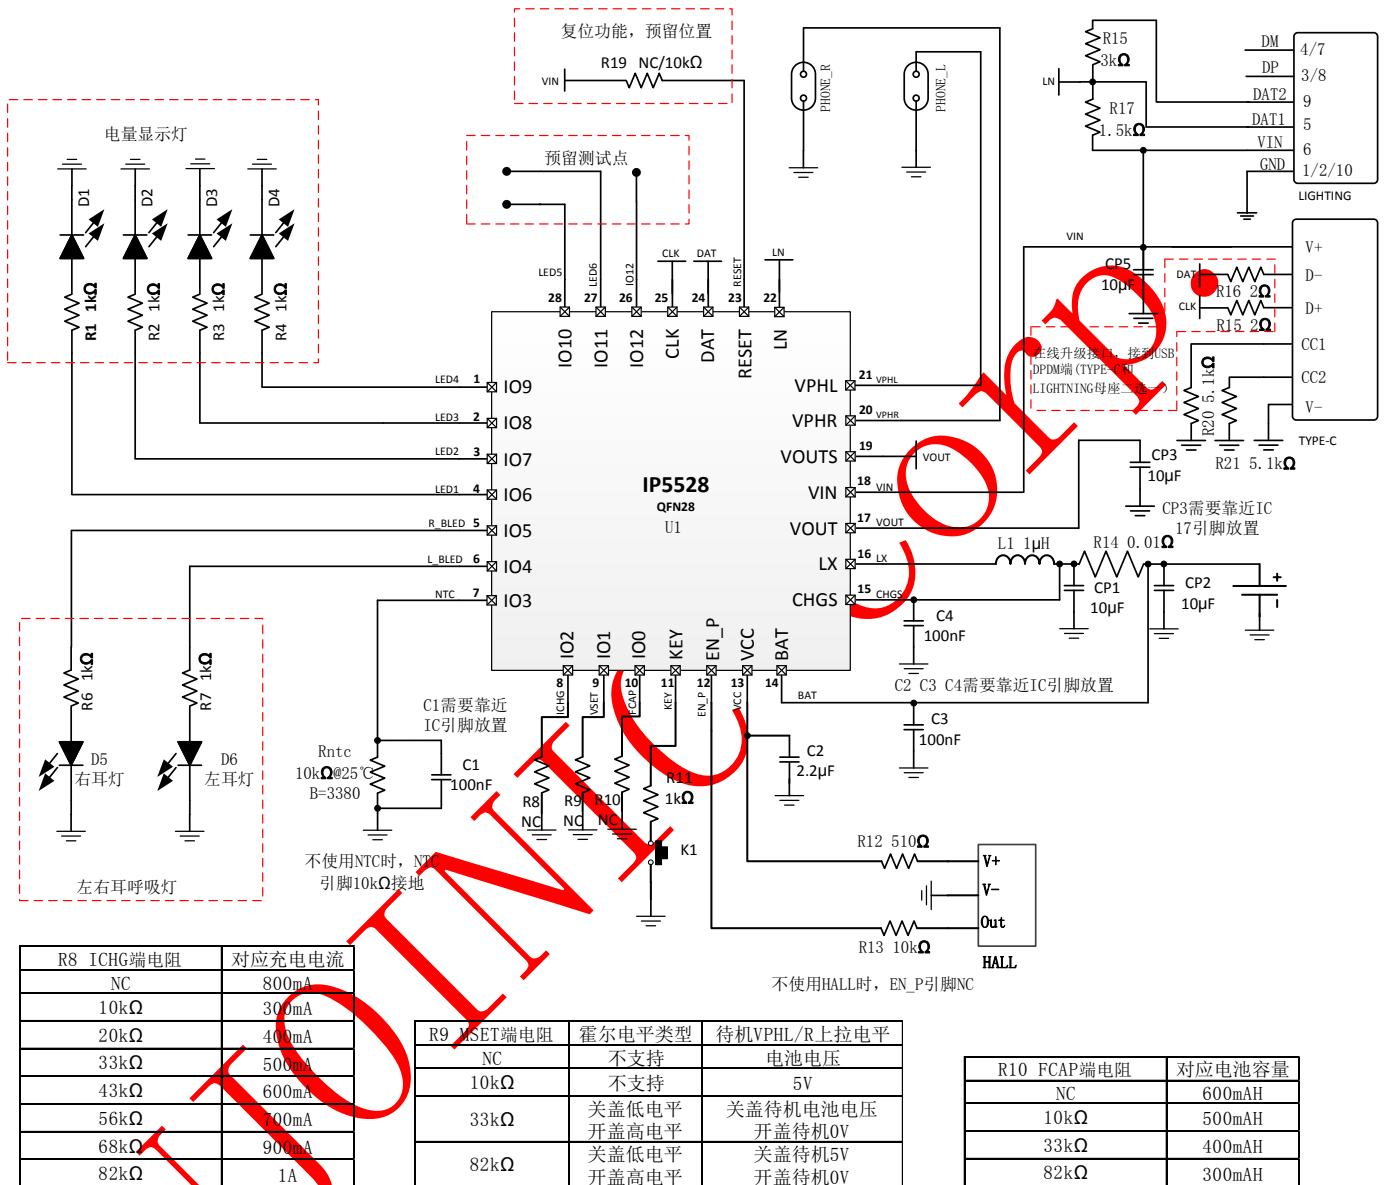 复位功能，预留位置
R19 NC/10kΩ
VIN
PHONE_R
PHONE_L
R15
3kΩ
LN
R17
1.5kΩ
DM 4/7
DP 3/8
DAT2 9
DAT1 5
VIN 6
GND 1/2/10
LIGHTING
电量显示灯
D1
D2
D3
D4
R1 1kΩ
R2 1kΩ
R3 1kΩ
R4 1kΩ
预留测试点
LED5
LED6
IO12
CLK
DAT
RESET
LN
28 27 26 25 24 23 22
IO10
IO11
IO12
CLK
DAT
RESET
LN
VIN
CP5
10μF
DAT
R16 2Ω
CLK
R15 2Ω
V+
D-
D+
CC1
CC2
V-
TYPE-C
在线升级接口，接到USB
DPDM端(TYPE-C和
LIGHTNING母座二选一)
R20 5.1kΩ
R21 5.1kΩ
LED4 1 IO9
LED3 2 IO8
LED2 3 IO7
LED1 4 IO6
R_BLED 5 IO5
L_BLED 6 IO4
NTC 7 IO3
IP5528
QFN28
U1
VPHL 21 VPHL
VPHR 20 VPHR
VOUTS 19 VOUT
VIN 18 VIN
VOUT 17 VOUT
LX 16 LX
CHGS 15 CHGS
CP3
10μF
CP3需要靠近IC
17引脚放置
L1 1μH
R14 0.01Ω
CP1
10μF
CP2
10μF
+
-
C4
100nF
C2 C3 C4需要靠近IC引脚放置
IO2
IO1
IO0
KEY
EN_P
VCC
BAT
8 9 10 11 12 13 14
ICHG
VSET
FCAP
KEY
EN_P
VCC
BAT
C3
100nF
C2
2.2μF
R6 1kΩ
R7 1kΩ
D5
右耳灯
D6
左耳灯
左右耳呼吸灯
C1需要靠近
IC引脚放置
Rntc
10kΩ@25℃
B=3380
C1
100nF
不使用NTC时，NTC
引脚10kΩ接地
R8
NC
R9
NC
R10
NC
R11
1kΩ
K1
R12 510Ω
R13 10kΩ
V+
V-
Out
HALL
不使用HALL时，EN_P引脚NC
R8 ICHG端电阻 对应充电电流
NC 800mA
10kΩ 300mA
20kΩ 400mA
33kΩ 500mA
43kΩ 600mA
56kΩ 700mA
68kΩ 900mA
82kΩ 1A
R9 MSET端电阻 霍尔电平类型 待机VPHL/R上拉电平
NC 不支持 电池电压
10kΩ 不支持 5V
33kΩ 关盖低电平 关盖待机电池电压
开盖高电平 开盖待机0V
82kΩ 关盖低电平 关盖待机5V
开盖高电平 开盖待机0V
R10 FCAP端电阻 对应电池容量
NC 600mAH
10kΩ 500mAH
33kΩ 400mAH
82kΩ 300mAH
INJOINIC Corp.